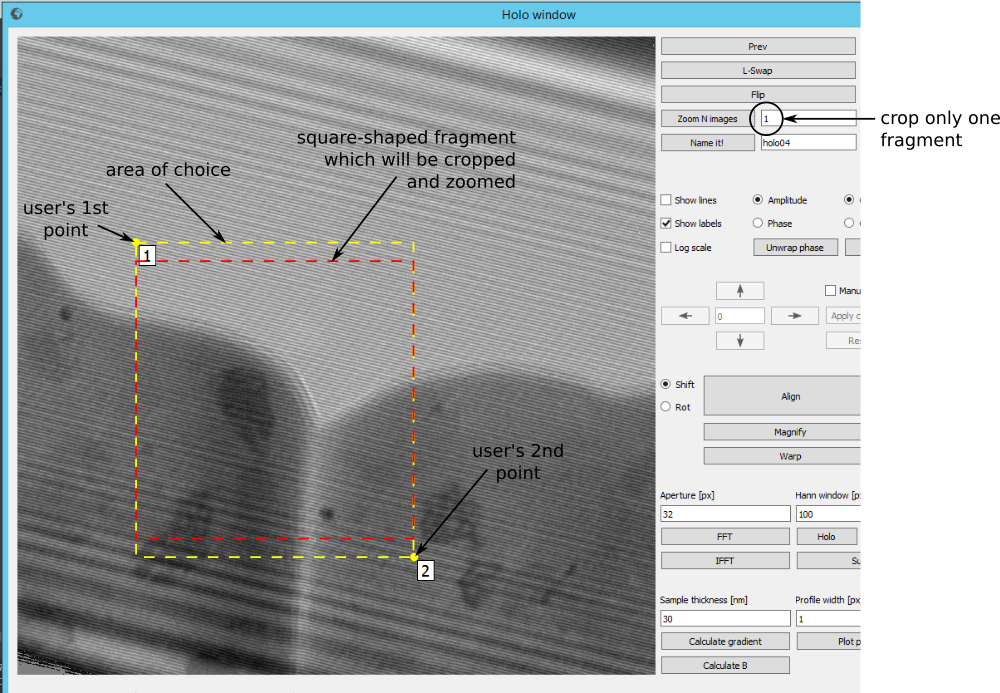 Holo window
Prev
L-Swap
Flip
Zoom N images
1
crop only one
fragment
Name it!
holo04
square-shaped fragment
which will be cropped
and zoomed
area of choice
user's 1st
point
1
Show lines
Amplitude
Show labels
Phase
Log scale
Unwrap phase
Manu
0
Apply c
Re
Shift
Rot
Align
Magnify
Warp
user's 2nd
point
2
Aperture [px]
Hann window [p
32
100
FFT
Holo
IFFT
Su
Sample thickness [nm]
Profile width [px
30
1
Calculate gradient
Plot p
Calculate B